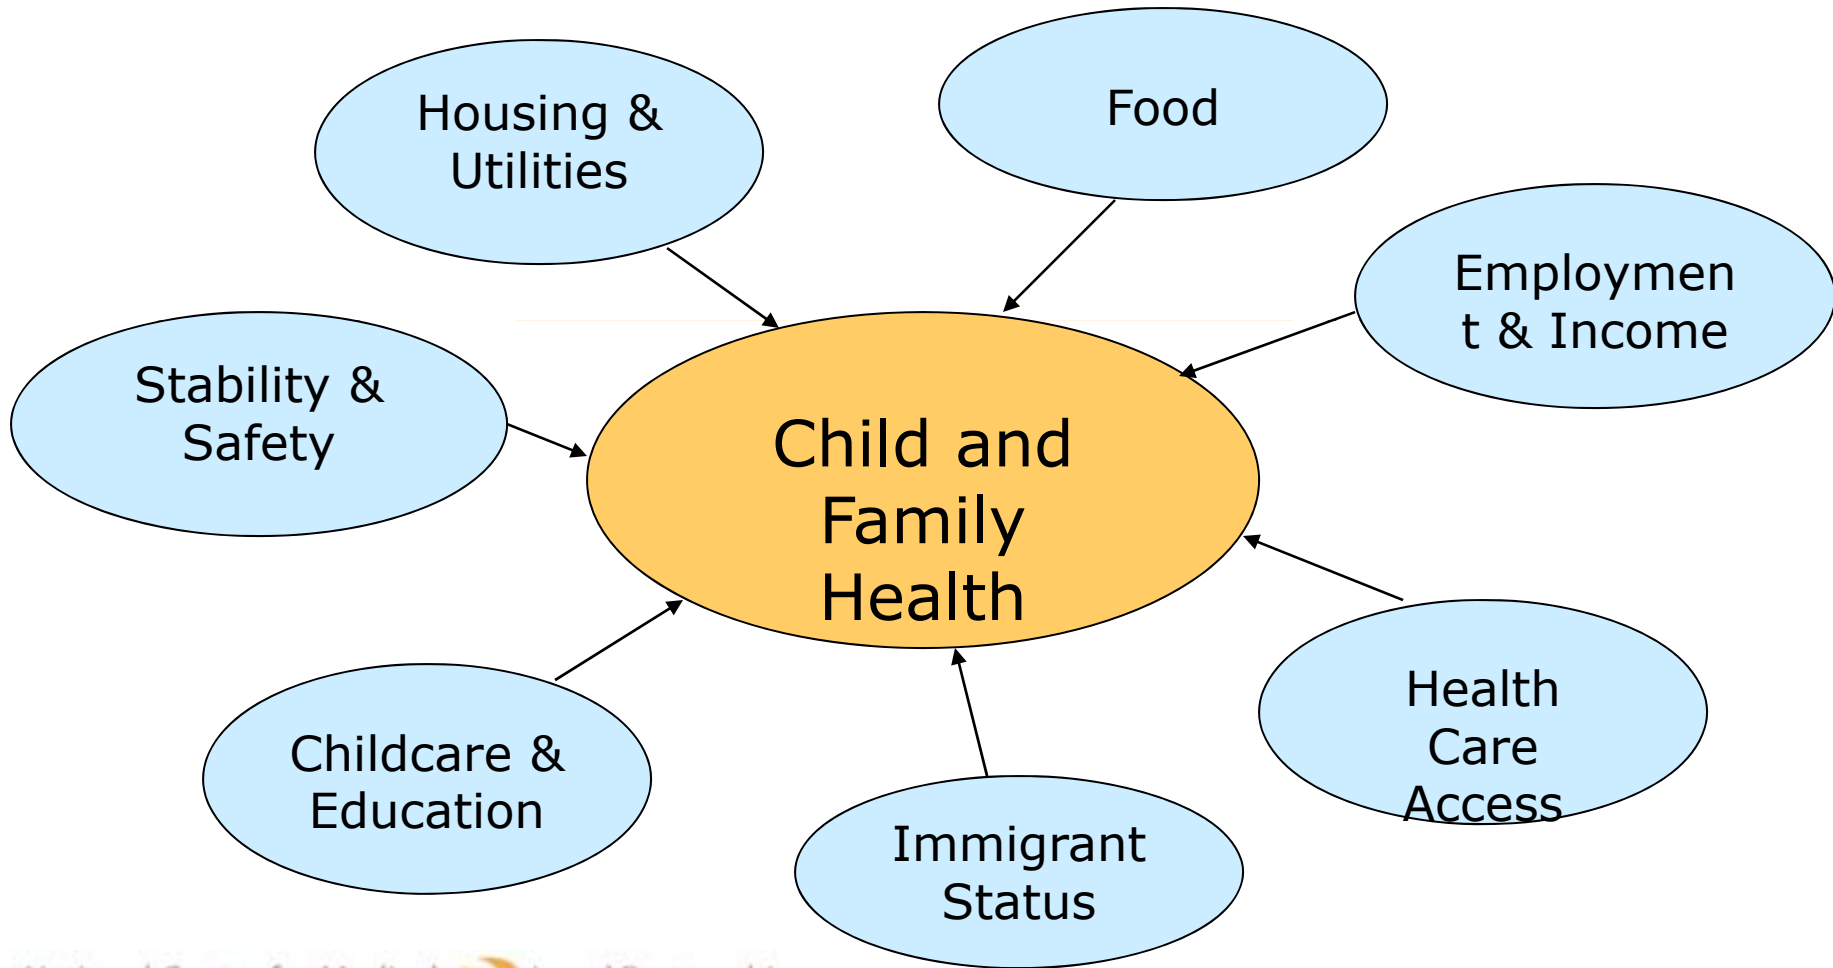 Housing &
Utilities
Food
Employmen
t & Income
Stability &
Safety
Child and
Family
Health
Health
Care
Access
Childcare &
Education
Immigrant
Status